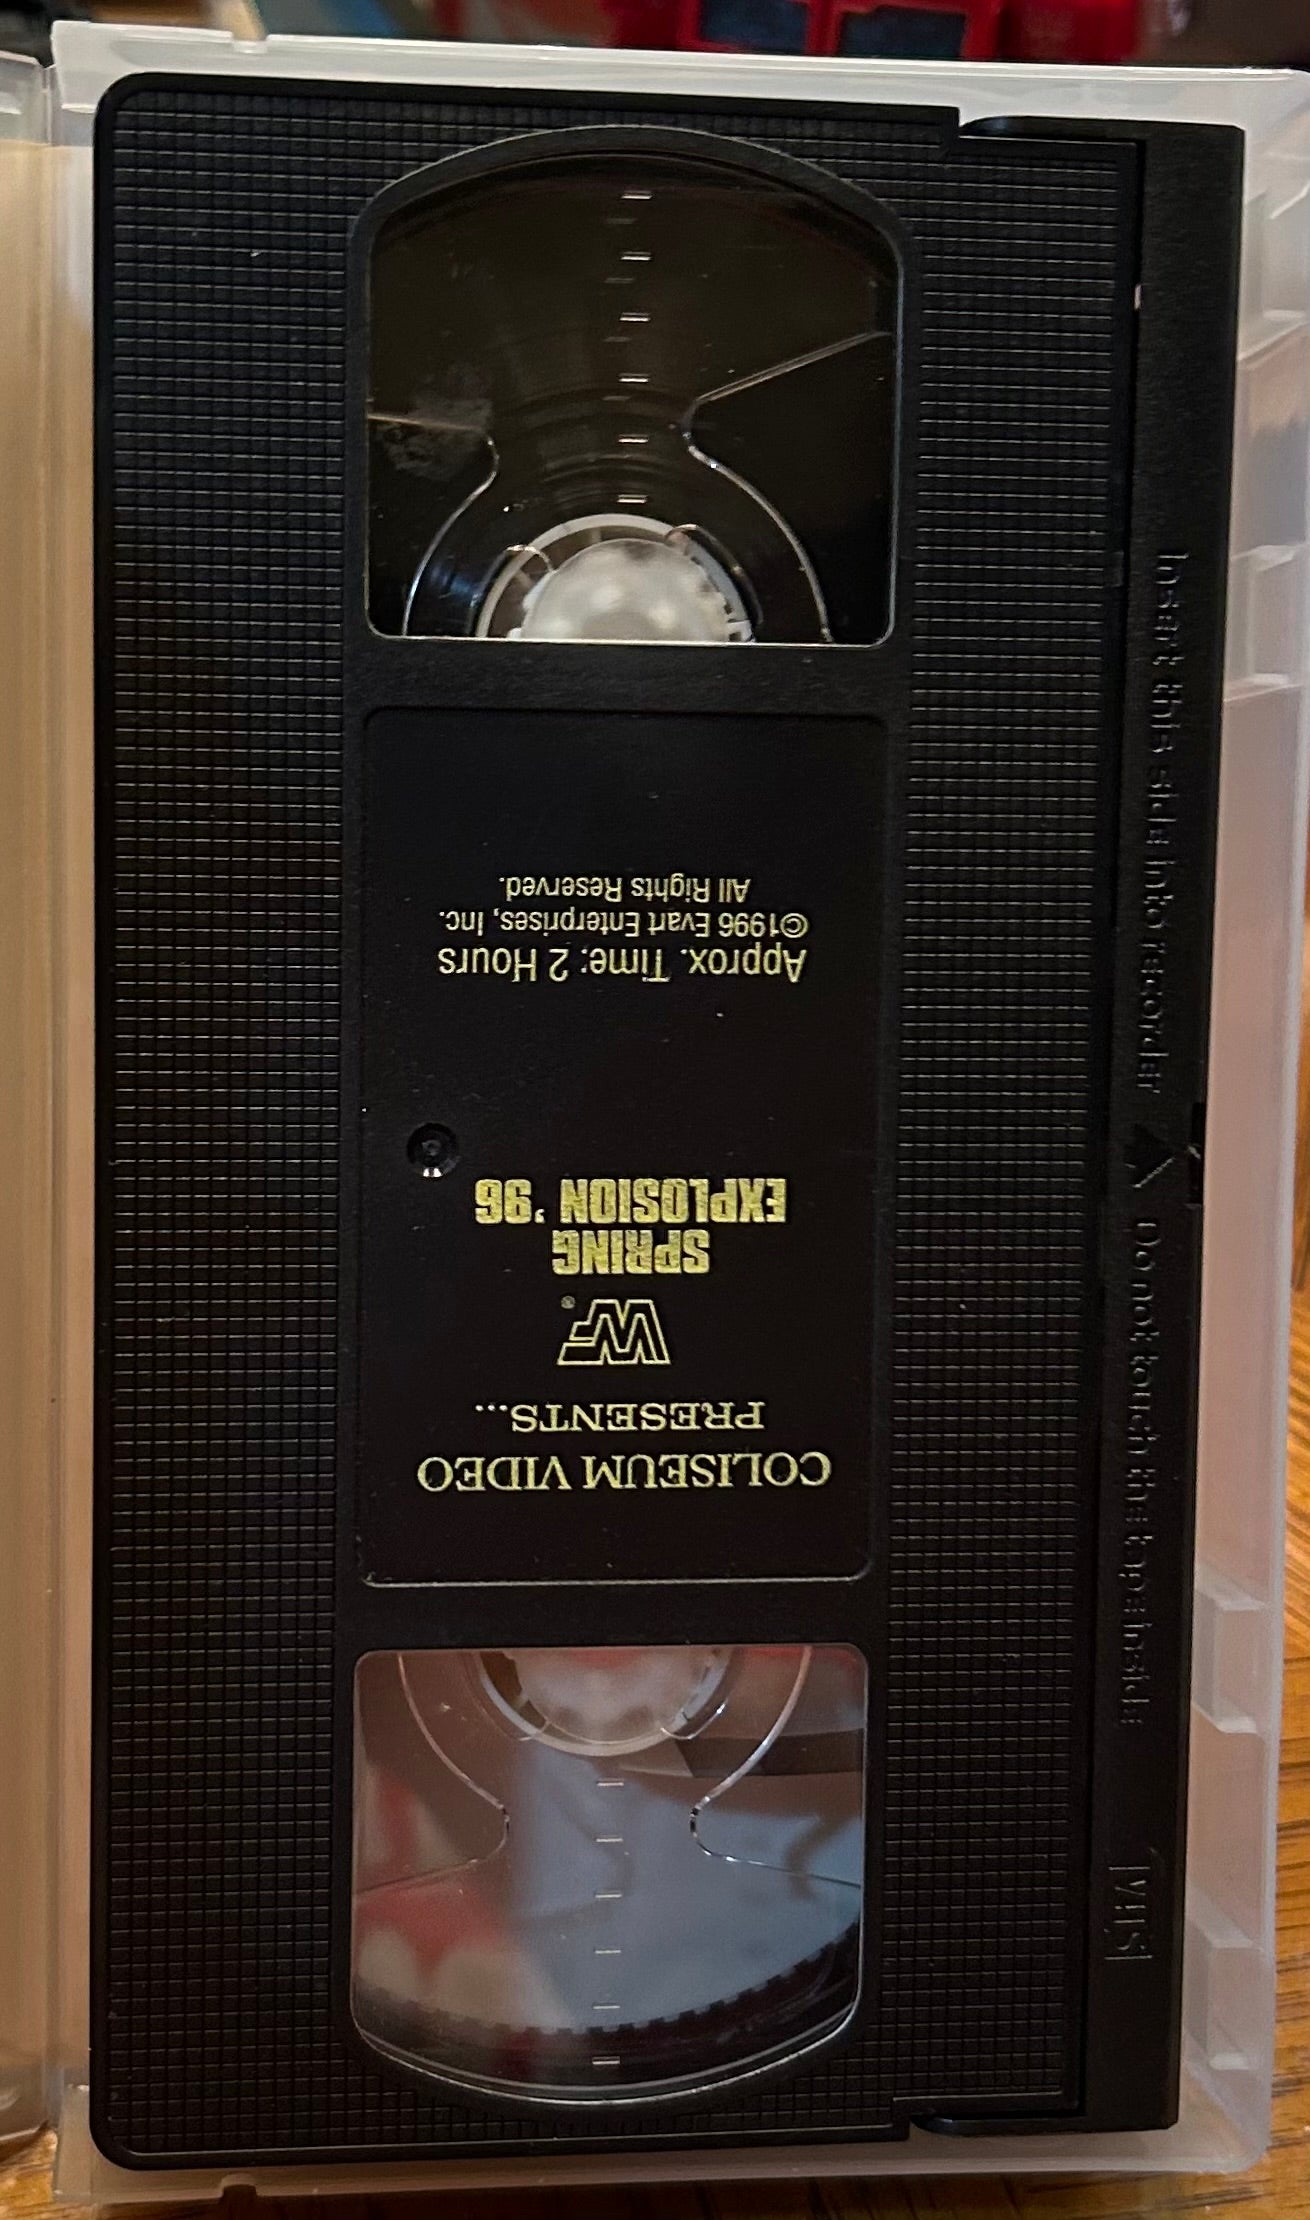 COLISEUM VIDEO
PRESENTS...
WF®
SPRING
EXPLOSION '96
Approx. Time: 2 Hours
©1996 Evart Enterprises, Inc.
All Rights Reserved.
Insert this side into recorder
Do not touch the tape inside
VHS